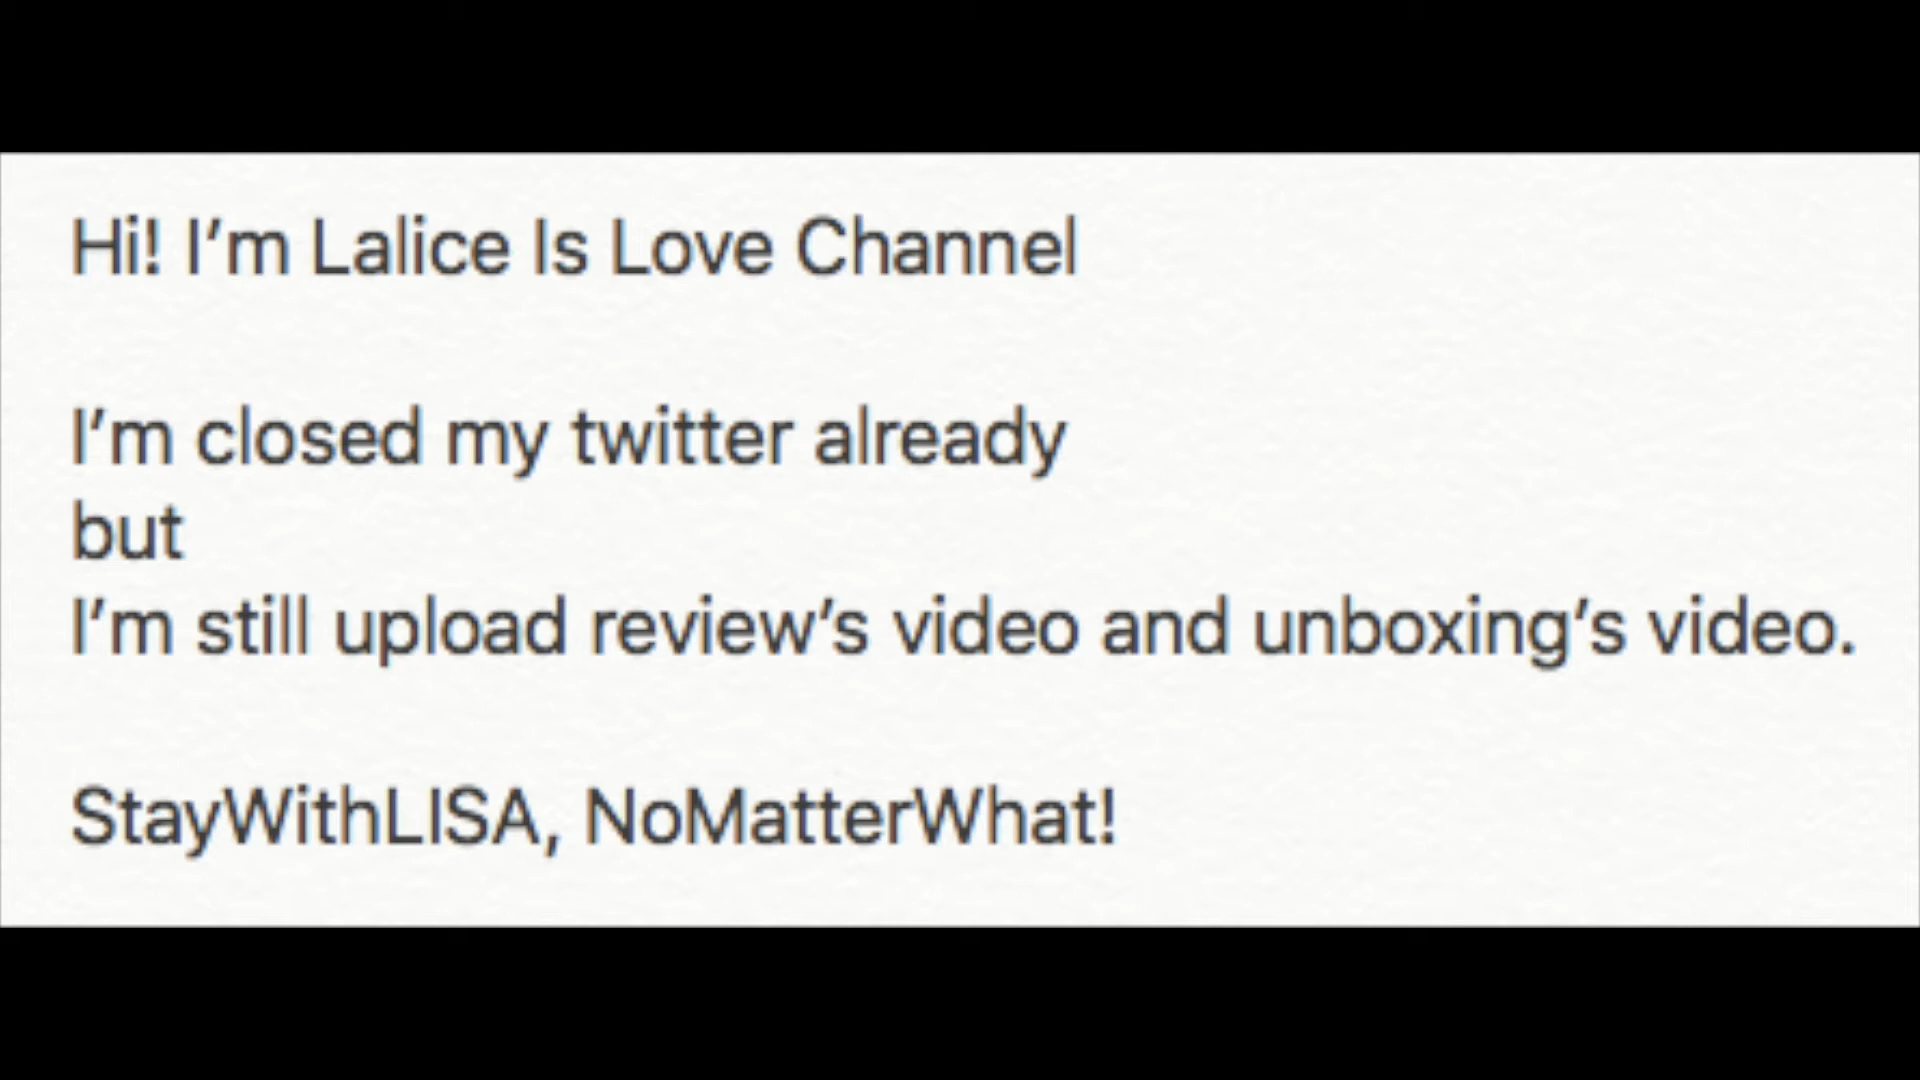 Hi! I’m Lalice Is Love Channel
I’m closed my twitter already
but
I’m still upload review’s video and unboxing’s video.
StayWithLISA, NoMatterWhat!